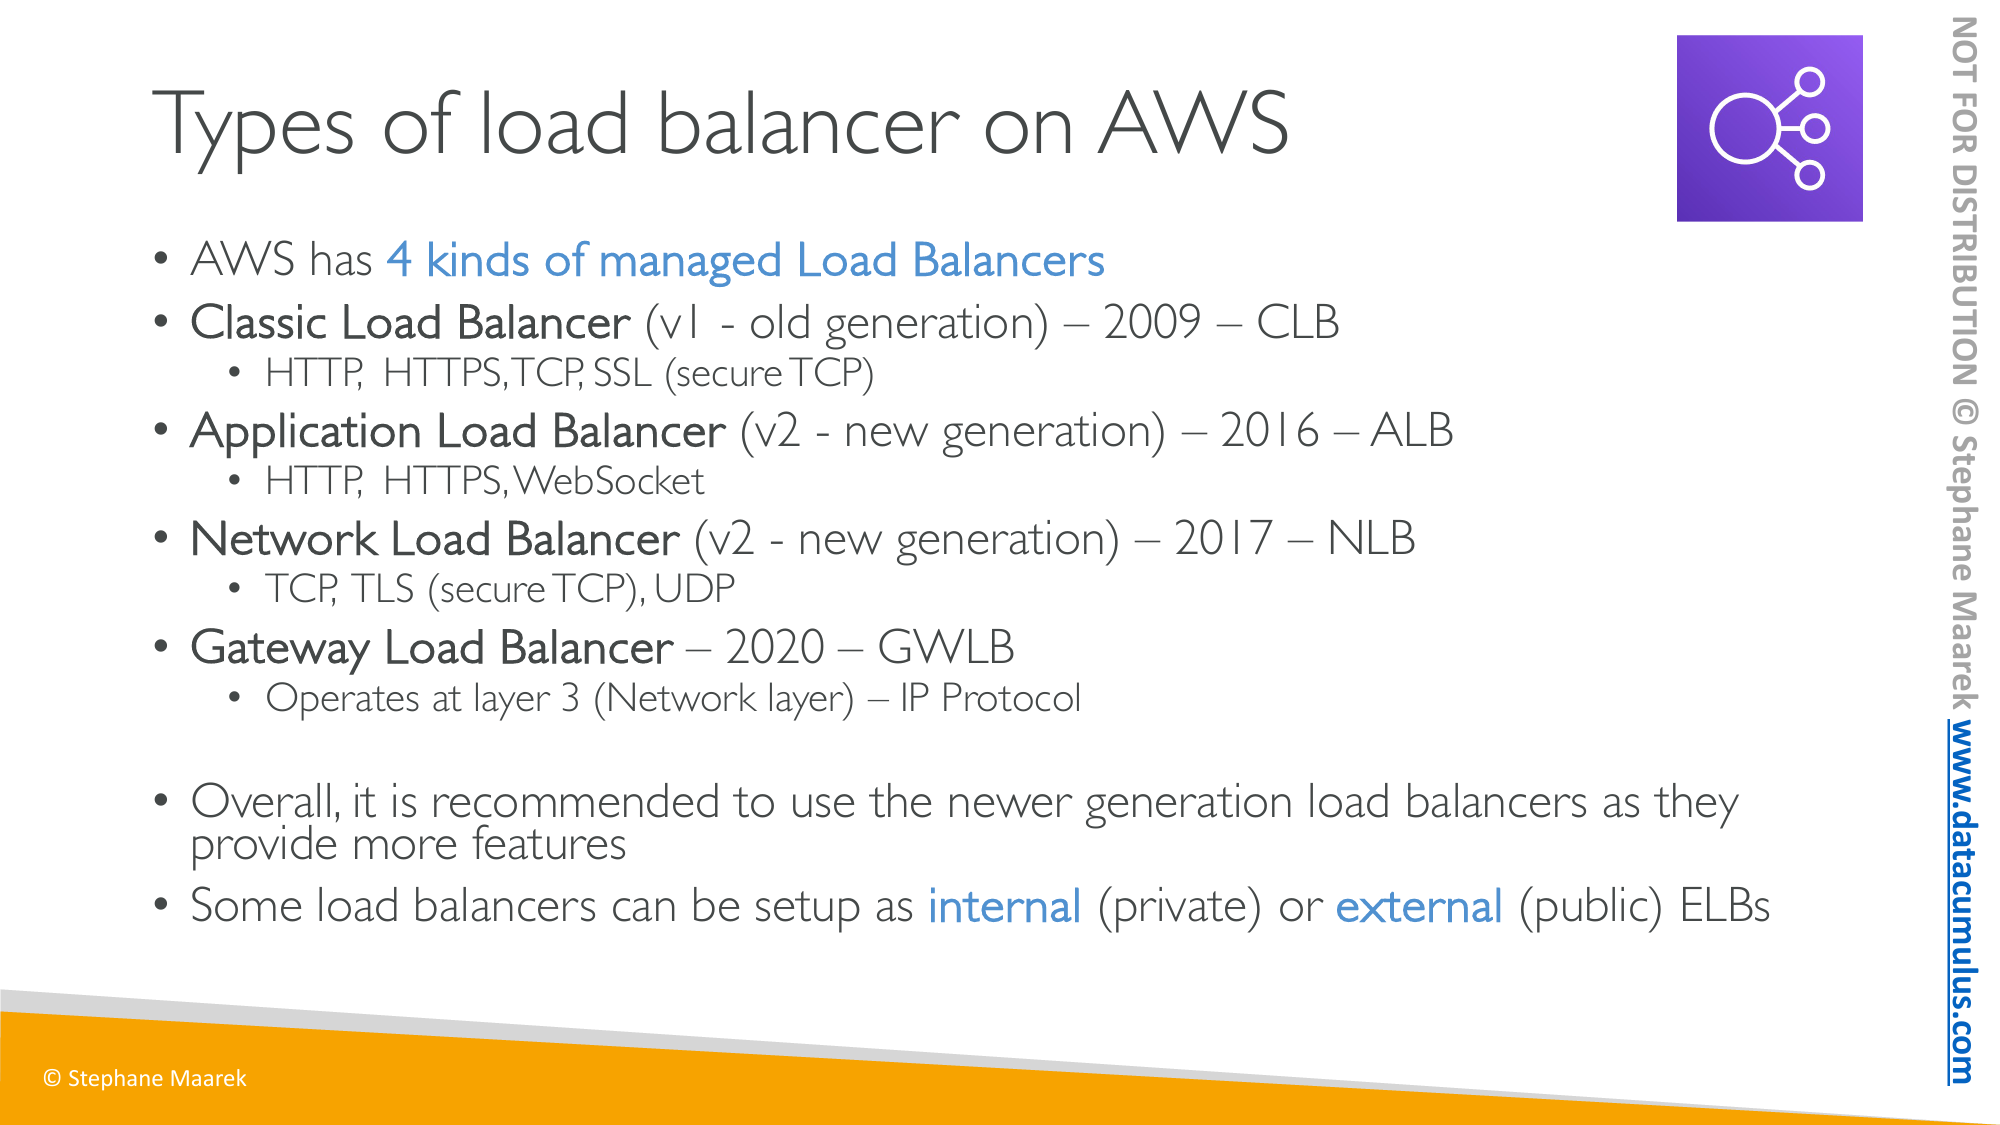 Types of load balancer on AWS
• AWS has 4 kinds of managed Load Balancers
• Classic Load Balancer (v1 - old generation) – 2009 – CLB
• HTTP, HTTPS, TCP, SSL (secure TCP)
• Application Load Balancer (v2 - new generation) – 2016 – ALB
• HTTP, HTTPS, WebSocket
• Network Load Balancer (v2 - new generation) – 2017 – NLB
• TCP, TLS (secure TCP), UDP
• Gateway Load Balancer – 2020 – GWLB
• Operates at layer 3 (Network layer) – IP Protocol
• Overall, it is recommended to use the newer generation load balancers as they
provide more features
• Some load balancers can be setup as internal (private) or external (public) ELBs
© Stephane Maarek
NOT FOR DISTRIBUTION © Stephane Maarek www.datacumulus.com